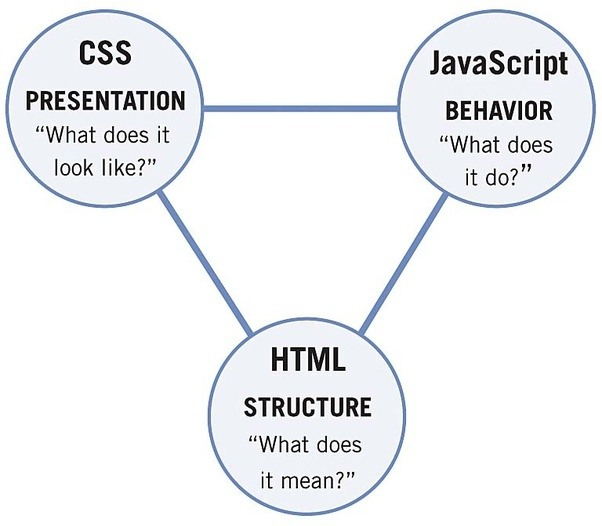 CSS
PRESENTATION
“What does it
look like?”
JavaScript
BEHAVIOR
“What does
it do?”
HTML
STRUCTURE
“What does
it mean?”